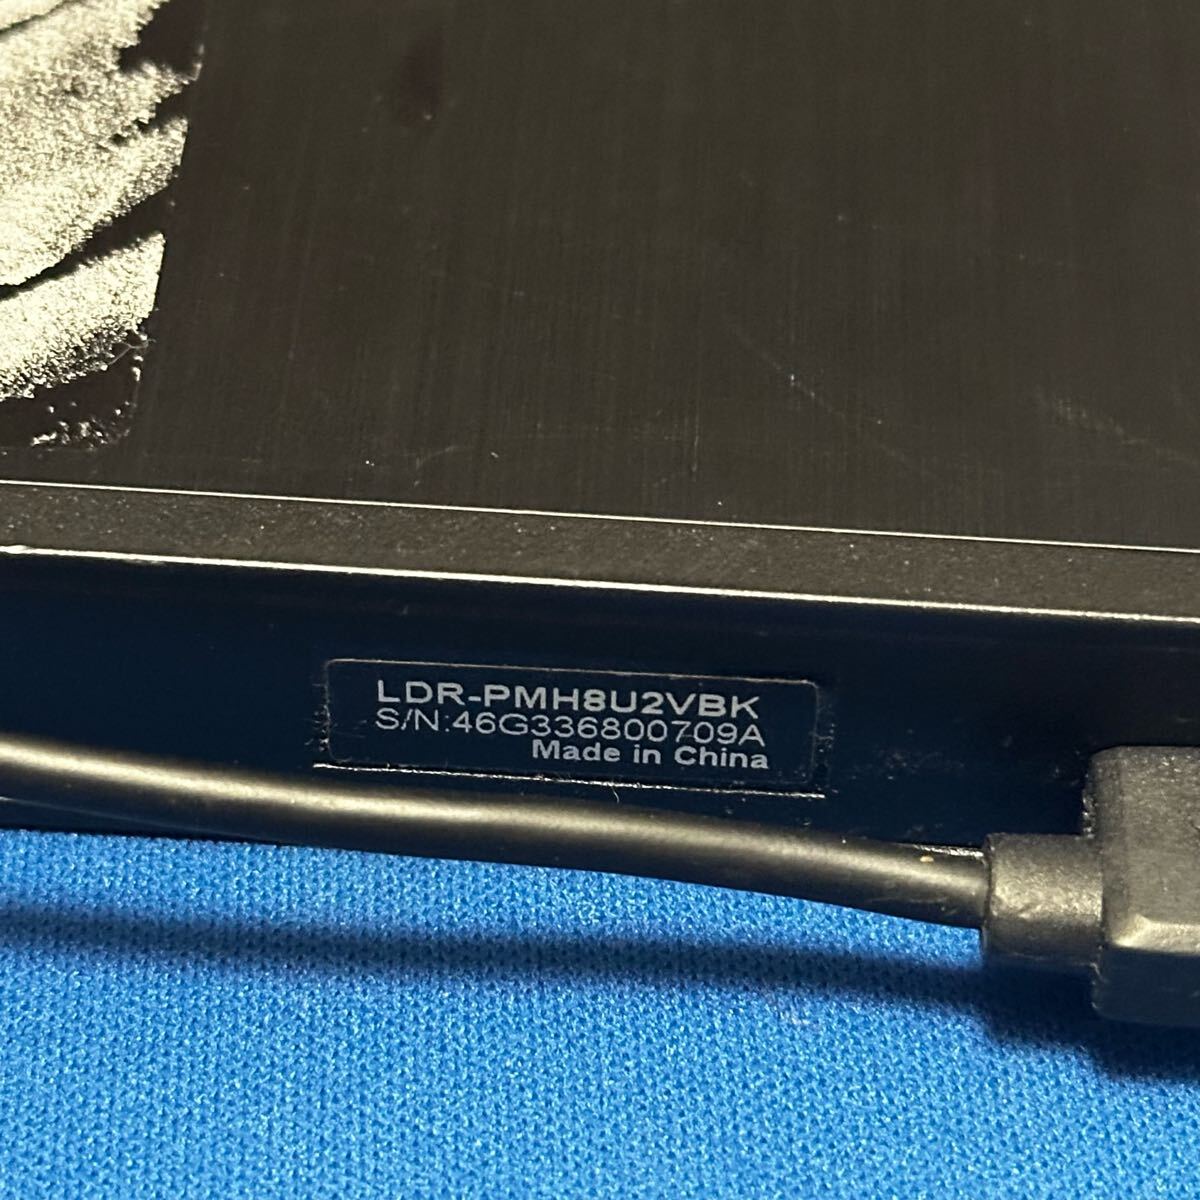 LDR-PMH8U2VBK
S/N:46G336800709A
Made in China